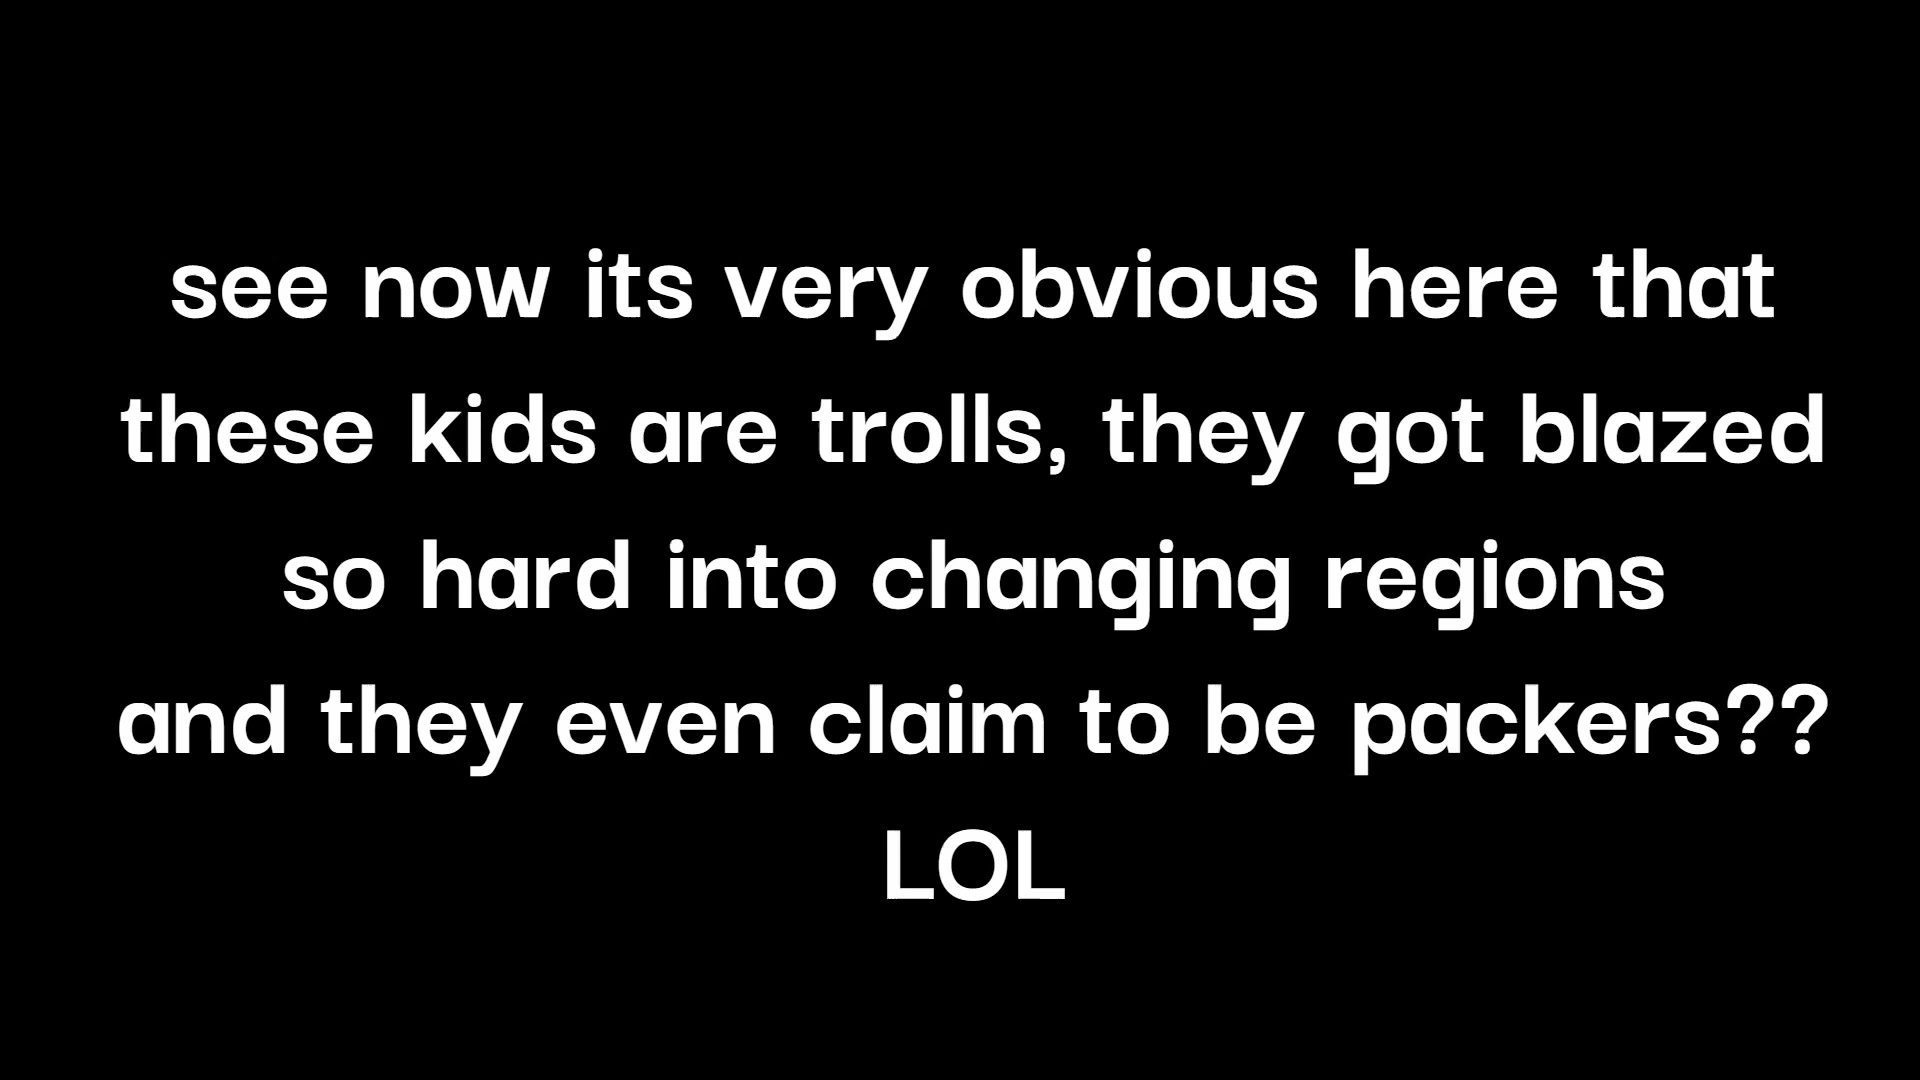 see now its very obvious here that
these kids are trolls, they got blazed
so hard into changing regions
and they even claim to be packers??
LOL